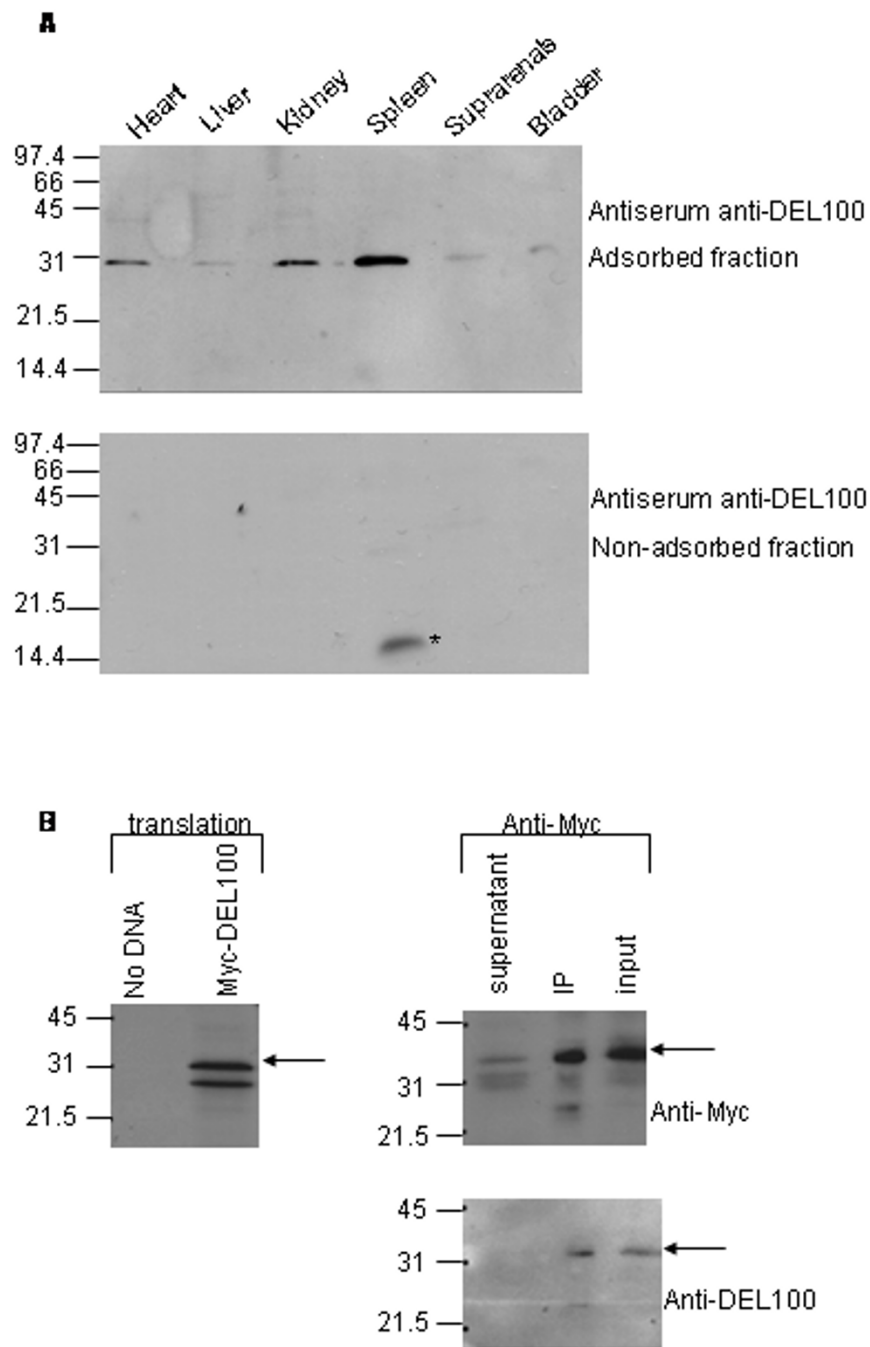 A
Heart Liver Kidney Spleen Suprarenals Bladder
97.4
66
45
31
21.5
14.4
Antiserum anti-DEL100
Adsorbed fraction
97.4
66
45
31
21.5
14.4
Antiserum anti-DEL100
Non-adsorbed fraction
*
B
translation
No DNA
Myc-DEL100
45
31
21.5
Anti-Myc
supernatant
IP
input
45
31
21.5
Anti-Myc
45
31
21.5
Anti-DEL100